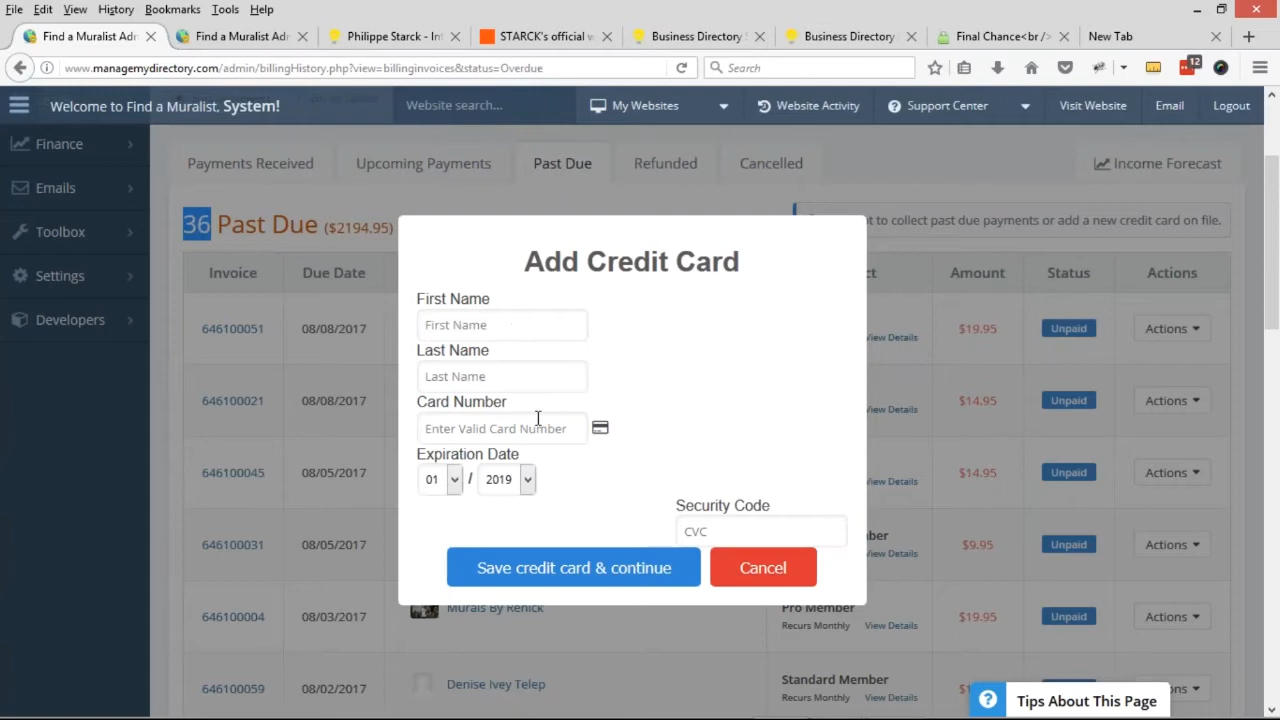 File Edit View History Bookmarks Tools Help
Find a Muralist Adr Find a Muralist Adr Philippe Starck - Int STARCK's official w Business Directory S Business Directory Final Chance<br /> New Tab
www.managemydirectory.com/admin/billingHistory.php?view=billinginvoices&status=Overdue Search 12
Welcome to Find a Muralist, System! Website search... My Websites Website Activity Support Center Visit Website Email Logout
Finance
Emails
Toolbox
Settings
Developers
Payments Received Upcoming Payments Past Due Refunded Cancelled Income Forecast
36 Past Due ($2194.95) to collect past due payments or add a new credit card on file.
Invoice Due Date Amount Status Actions
646100051 08/08/2017 View Details $19.95 Unpaid Actions
646100021 08/08/2017 View Details $14.95 Unpaid Actions
646100045 08/05/2017 View Details $14.95 Unpaid Actions
646100031 08/05/2017 View Details $9.95 Unpaid Actions
646100004 08/03/2017 Murals By Renick Pro Member
Recurs Monthly View Details $19.95 Unpaid Actions
646100059 08/02/2017 Denise Ivey Telep Standard Member
Recurs Monthly View Details
Add Credit Card
First Name
First Name
Last Name
Last Name
Card Number
Enter Valid Card Number
Expiration Date
01 / 2019
Security Code
CVC
Save credit card & continue Cancel
? Tips About This Page